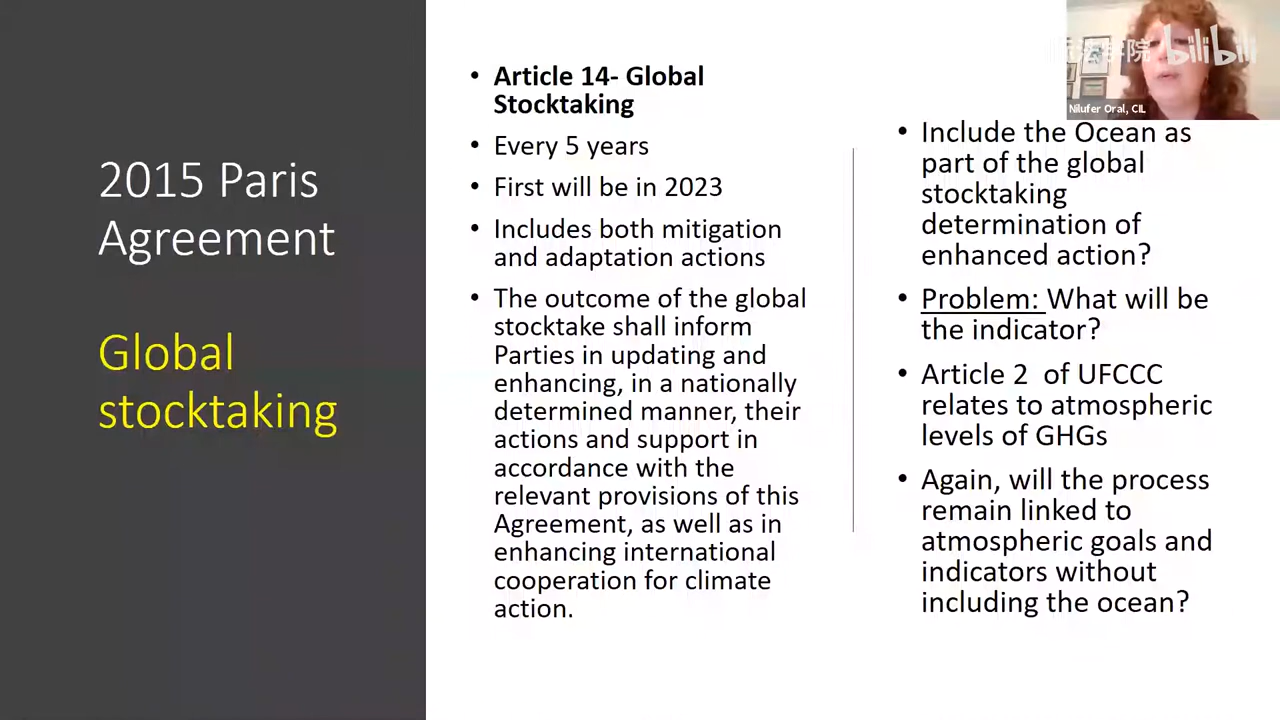 2015 Paris
Agreement
Global
stocktaking
• Article 14- Global
Stocktaking
• Every 5 years
• First will be in 2023
• Includes both mitigation
and adaptation actions
• The outcome of the global
stocktake shall inform
Parties in updating and
enhancing, in a nationally
determined manner, their
actions and support in
accordance with the
relevant provisions of this
Agreement, as well as in
enhancing international
cooperation for climate
action.
• Include the Ocean as
part of the global
stocktaking
determination of
enhanced action?
• Problem: What will be
the indicator?
• Article 2 of UFCCC
relates to atmospheric
levels of GHGs
• Again, will the process
remain linked to
atmospheric goals and
indicators without
including the ocean?
bilibili
Nilufer Oral, CIL